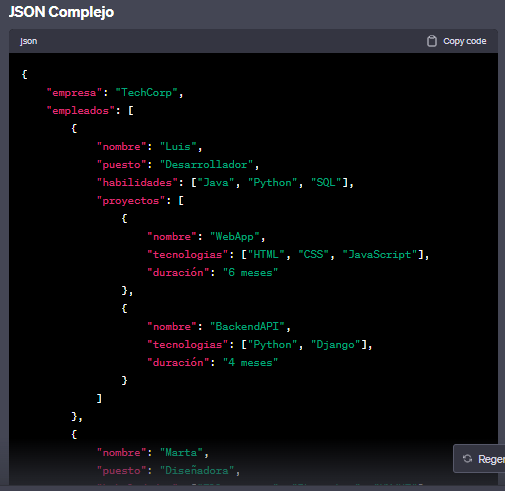 JSON Complejo
json
Copy code
{
"empresa": "TechCorp",
"empleados": [
{
"nombre": "Luis",
"puesto": "Desarrollador",
"habilidades": ["Java", "Python", "SQL"],
"proyectos": [
{
"nombre": "WebApp",
"tecnologias": ["HTML", "CSS", "JavaScript"],
"duración": "6 meses"
},
{
"nombre": "BackendAPI",
"tecnologias": ["Python", "Django"],
"duración": "4 meses"
}
]
},
{
"nombre": "Marta",
"puesto": "Diseñadora",
Regen